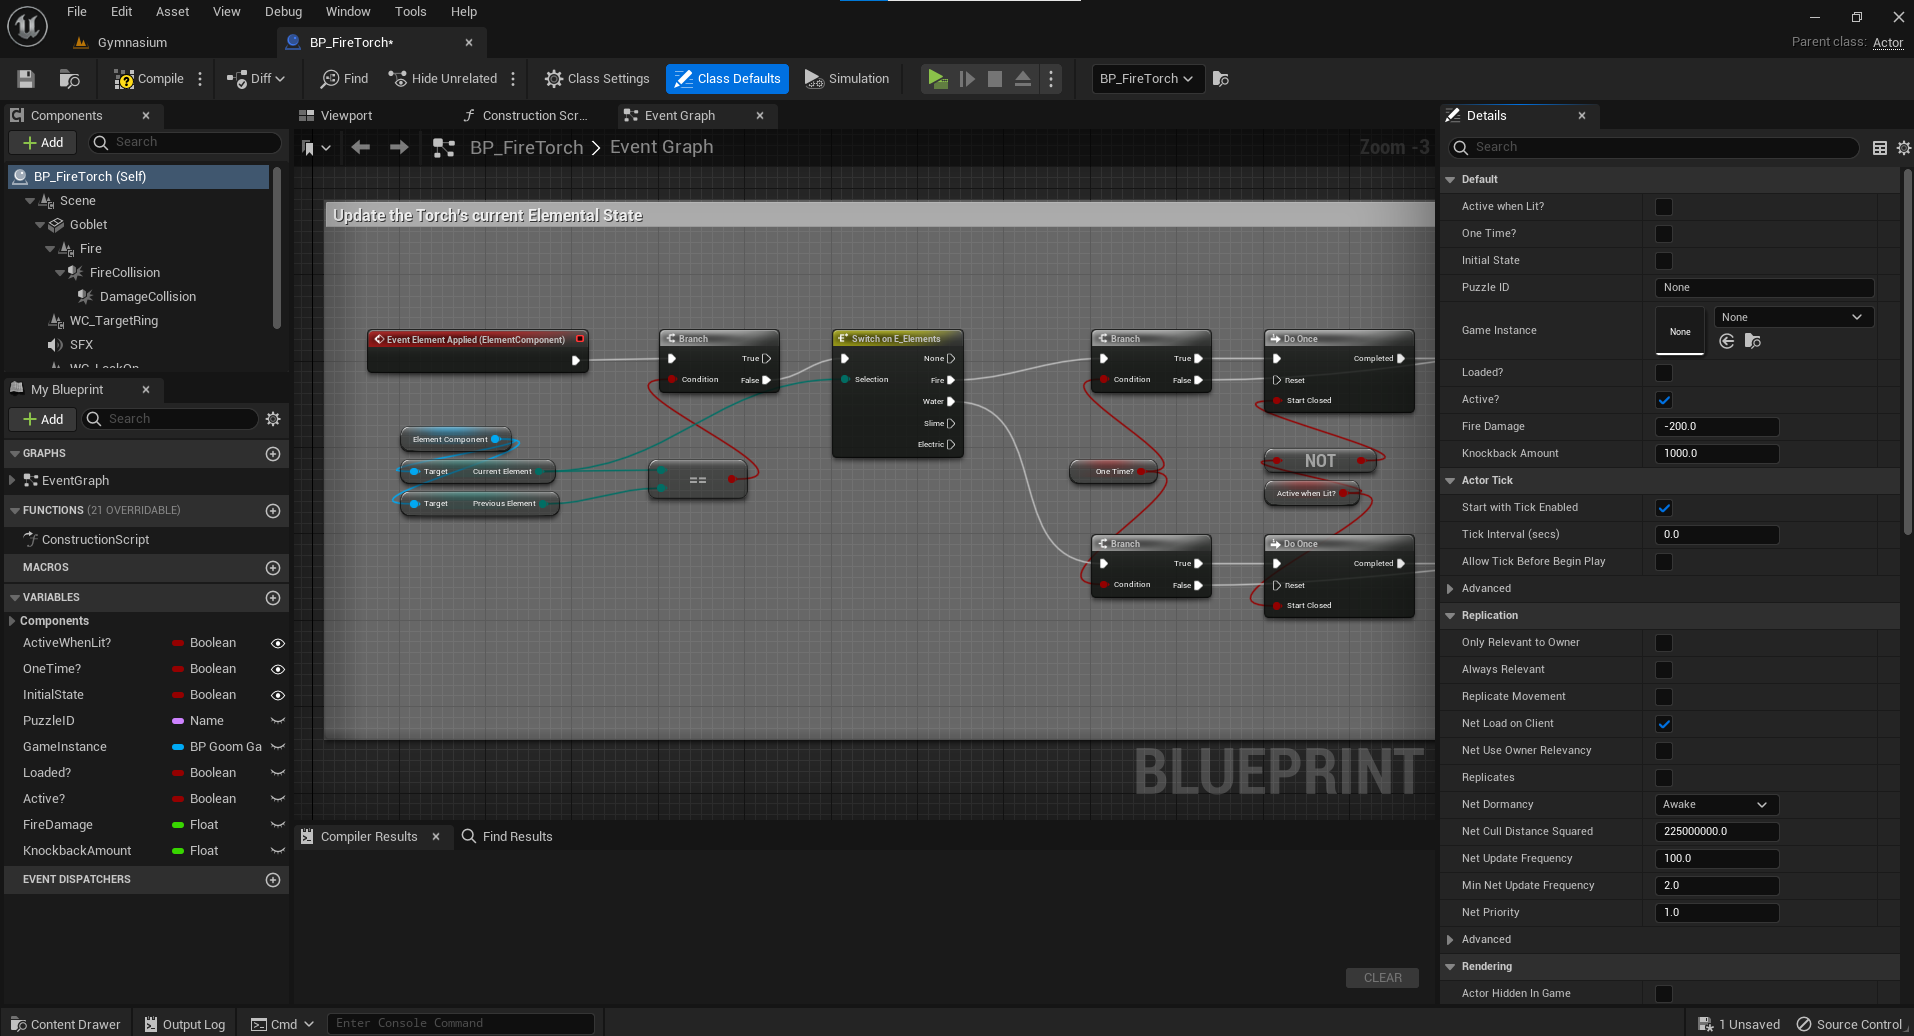 File Edit Asset View Debug Window Tools Help
Gymnasium BP_FireTorch*
Parent class: Actor
Compile Diff Find Hide Unrelated Class Settings Class Defaults Simulation BP_FireTorch
Components
Add Search
BP_FireTorch (Self)
Scene
Goblet
Fire
FireCollision
DamageCollision
WC_TargetRing
SFX
WC_LockOn
My Blueprint
Add Search
GRAPHS
EventGraph
FUNCTIONS (21 OVERRIDABLE)
ConstructionScript
MACROS
VARIABLES
Components
ActiveWhenLit? Boolean
OneTime? Boolean
InitialState Boolean
PuzzleID Name
GameInstance BP Goom Ga
Loaded? Boolean
Active? Boolean
FireDamage Float
KnockbackAmount Float
EVENT DISPATCHERS
Viewport Construction Scr... Event Graph
BP_FireTorch > Event Graph Zoom -3
Update the Torch's current Elemental State
Event Element Applied (ElementComponent)
Branch
True
Condition False
Switch on E_Elements
None
Selection Fire
Water
Slime
Electric
Branch
True
Condition False
Do Once
Completed
Reset
Start Closed
Element Component
Target Current Element
Target Previous Element
==
One Time?
NOT
Active when Lit?
Branch
True
Condition False
Do Once
Completed
Reset
Start Closed
BLUEPRINT
Compiler Results Find Results
CLEAR
Details
Search
Default
Active when Lit?
One Time?
Initial State
Puzzle ID None
Game Instance None None
Loaded?
Active?
Fire Damage -200.0
Knockback Amount 1000.0
Actor Tick
Start with Tick Enabled
Tick Interval (secs) 0.0
Allow Tick Before Begin Play
Advanced
Replication
Only Relevant to Owner
Always Relevant
Replicate Movement
Net Load on Client
Net Use Owner Relevancy
Replicates
Net Dormancy Awake
Net Cull Distance Squared 225000000.0
Net Update Frequency 100.0
Min Net Update Frequency 2.0
Net Priority 1.0
Advanced
Rendering
Actor Hidden In Game
Content Drawer Output Log Cmd Enter Console Command 1 Unsaved Source Control